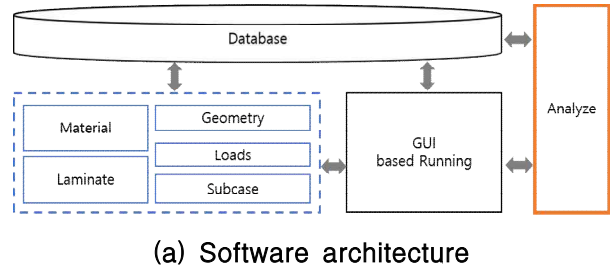 Database
Material
Geometry
Loads
Laminate
Subcase
GUI
based Running
Analyze
(a) Software architecture